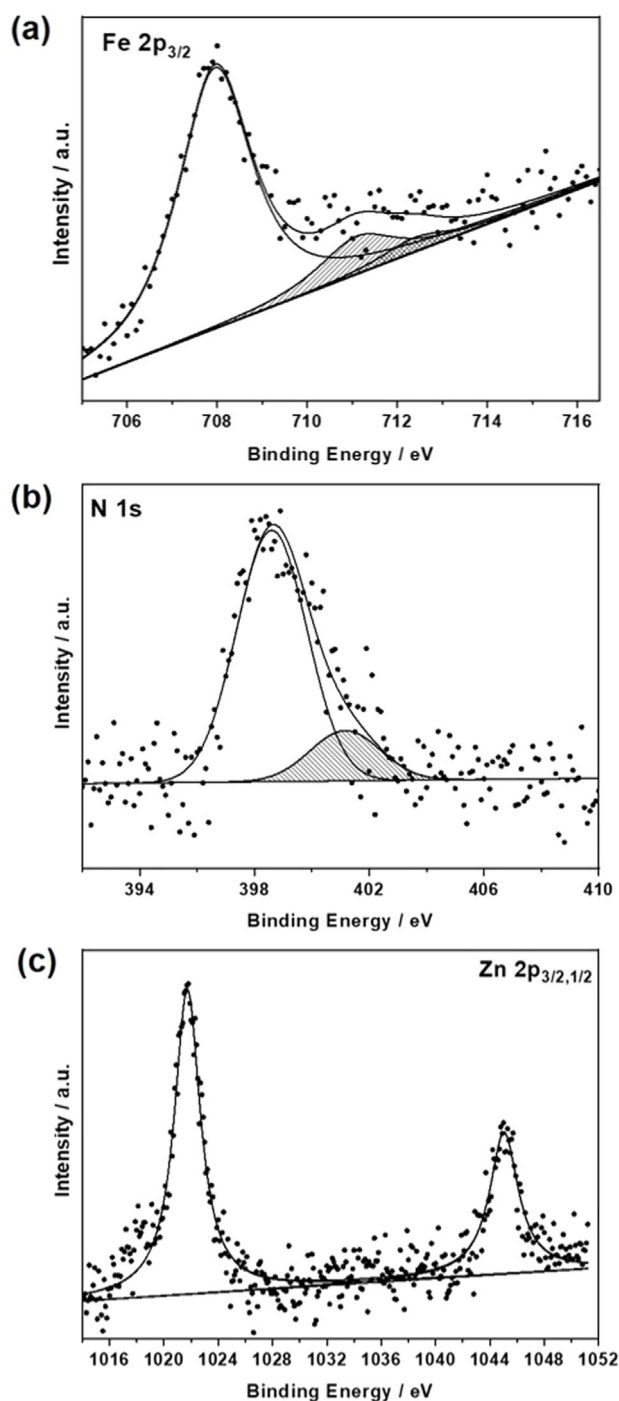 (a)
Fe 2p3/2
Intensity / a.u.
706 708 710 712 714 716
Binding Energy / eV
(b)
N 1s
Intensity / a.u.
394 398 402 406 410
Binding Energy / eV
(c)
Zn 2p3/2,1/2
Intensity / a.u.
1016 1020 1024 1028 1032 1036 1040 1044 1048 1052
Binding Energy / eV